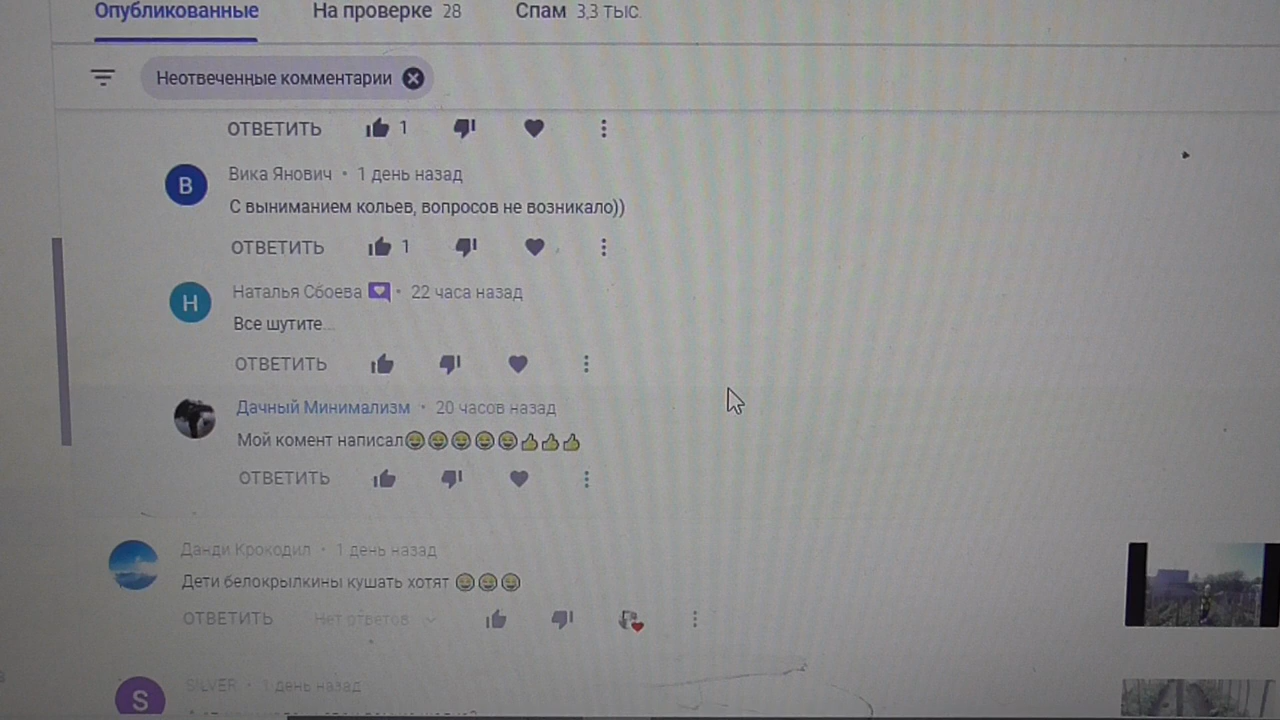 Опубликованные На проверке 28 Спам 3,3 тыс.
Неотвеченные комментарии
ОТВЕТИТЬ 1
В
Вика Янович • 1 день назад
С выниманием кольев, вопросов не возникало))
ОТВЕТИТЬ 1
Н
Наталья Сбоева • 22 часа назад
Все шутите...
ОТВЕТИТЬ
Дачный Минимализм • 20 часов назад
Мой комент написал😂😂😂😂😂👍👍👍
ОТВЕТИТЬ
Данди Крокодил • 1 день назад
Дети белокрылкины кушать хотят 😂😂😂
ОТВЕТИТЬ Нет ответов
S
SILVER • 1 день назад